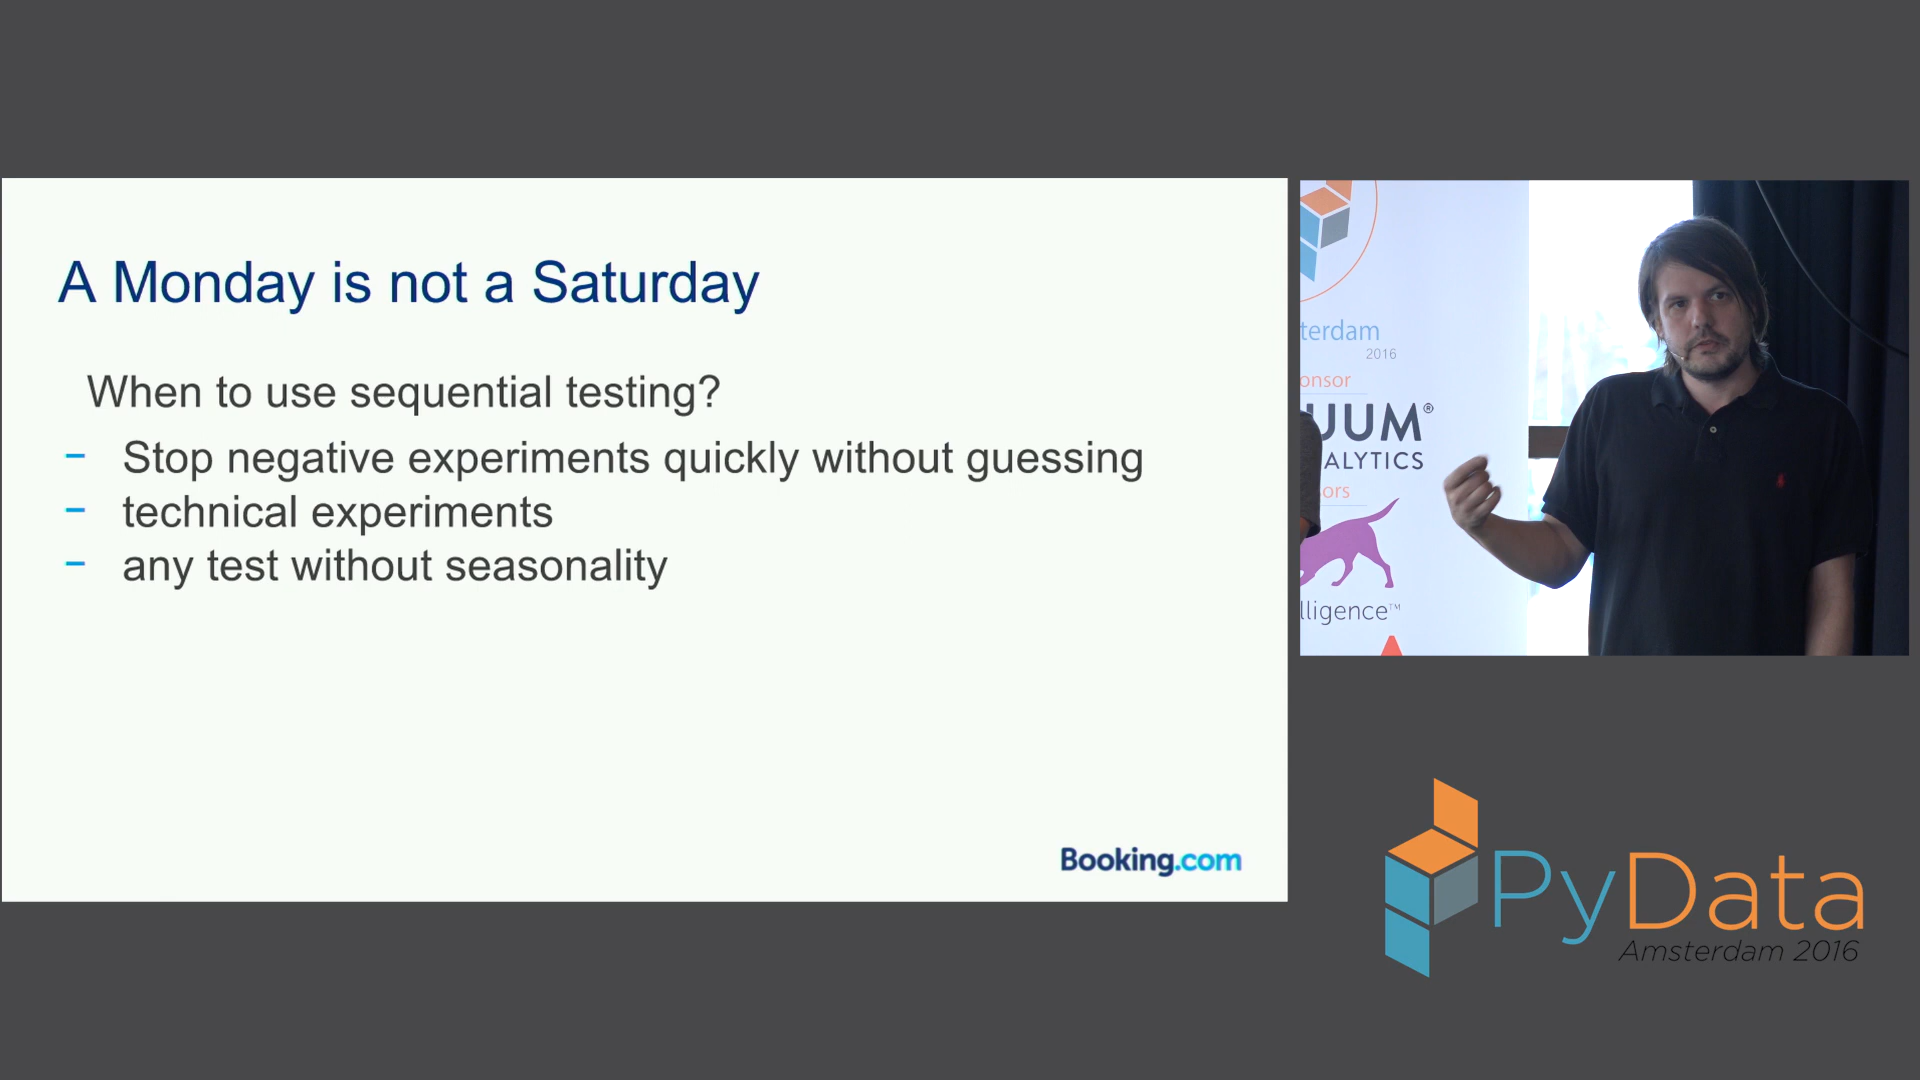 A Monday is not a Saturday
When to use sequential testing?
- Stop negative experiments quickly without guessing
- technical experiments
- any test without seasonality
Booking.com
terdam
2016
onsor
UUM®
ALYTICS
ors
lligence™
PyData
Amsterdam 2016